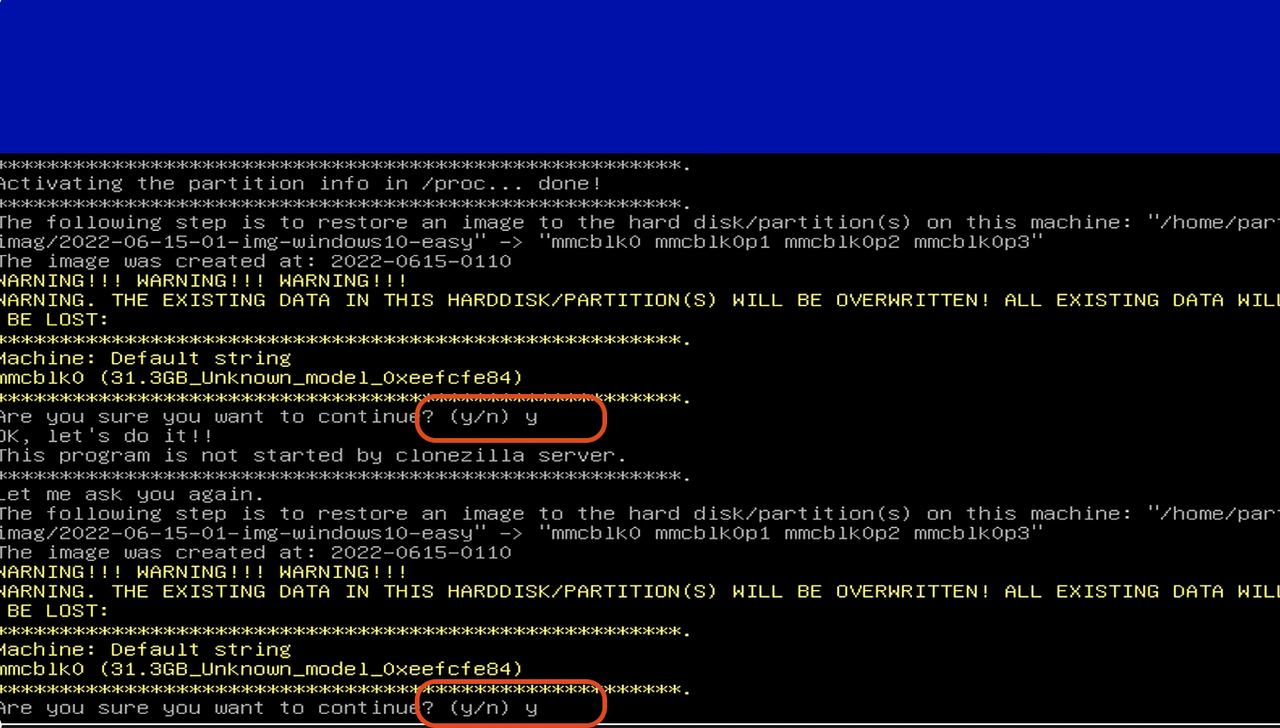 ************************************************************.
Activating the partition info in /proc... done!
************************************************************.
The following step is to restore an image to the hard disk/partition(s) on this machine: "/home/par
imag/2022-06-15-01-img-windows10-easy" -> "mmcblk0 mmcblk0p1 mmcblk0p2 mmcblk0p3"
The image was created at: 2022-0615-0110
WARNING!!! WARNING!!! WARNING!!!
WARNING. THE EXISTING DATA IN THIS HARDDISK/PARTITION(S) WILL BE OVERWRITTEN! ALL EXISTING DATA WILL
BE LOST:
************************************************************.
Machine: Default string
mmcblk0 (31.3GB_Unknown_model_0xeefcfe84)
************************************************************.
Are you sure you want to continue? (y/n) y
OK, let's do it!!
This program is not started by clonezilla server.
************************************************************.
Let me ask you again.
The following step is to restore an image to the hard disk/partition(s) on this machine: "/home/par
imag/2022-06-15-01-img-windows10-easy" -> "mmcblk0 mmcblk0p1 mmcblk0p2 mmcblk0p3"
The image was created at: 2022-0615-0110
WARNING!!! WARNING!!! WARNING!!!
WARNING. THE EXISTING DATA IN THIS HARDDISK/PARTITION(S) WILL BE OVERWRITTEN! ALL EXISTING DATA WILL
BE LOST:
************************************************************.
Machine: Default string
mmcblk0 (31.3GB_Unknown_model_0xeefcfe84)
************************************************************.
Are you sure you want to continue? (y/n) y